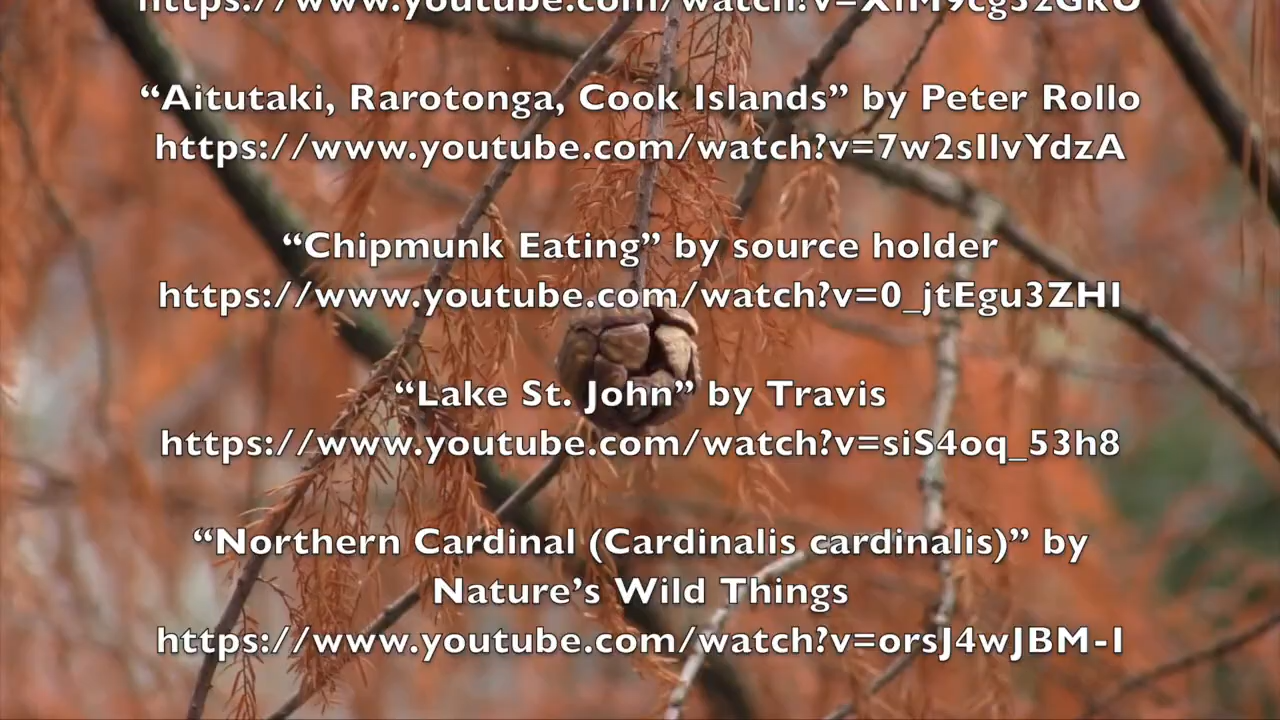 “Aitutaki, Rarotonga, Cook Islands” by Peter Rollo
https://www.youtube.com/watch?v=7w2sIIvYdzA
“Chipmunk Eating” by source holder
https://www.youtube.com/watch?v=0_jtEgu3ZHI
“Lake St. John” by Travis
https://www.youtube.com/watch?v=siS4oq_53h8
“Northern Cardinal (Cardinalis cardinalis)” by
Nature’s Wild Things
https://www.youtube.com/watch?v=orsJ4wJBM-I